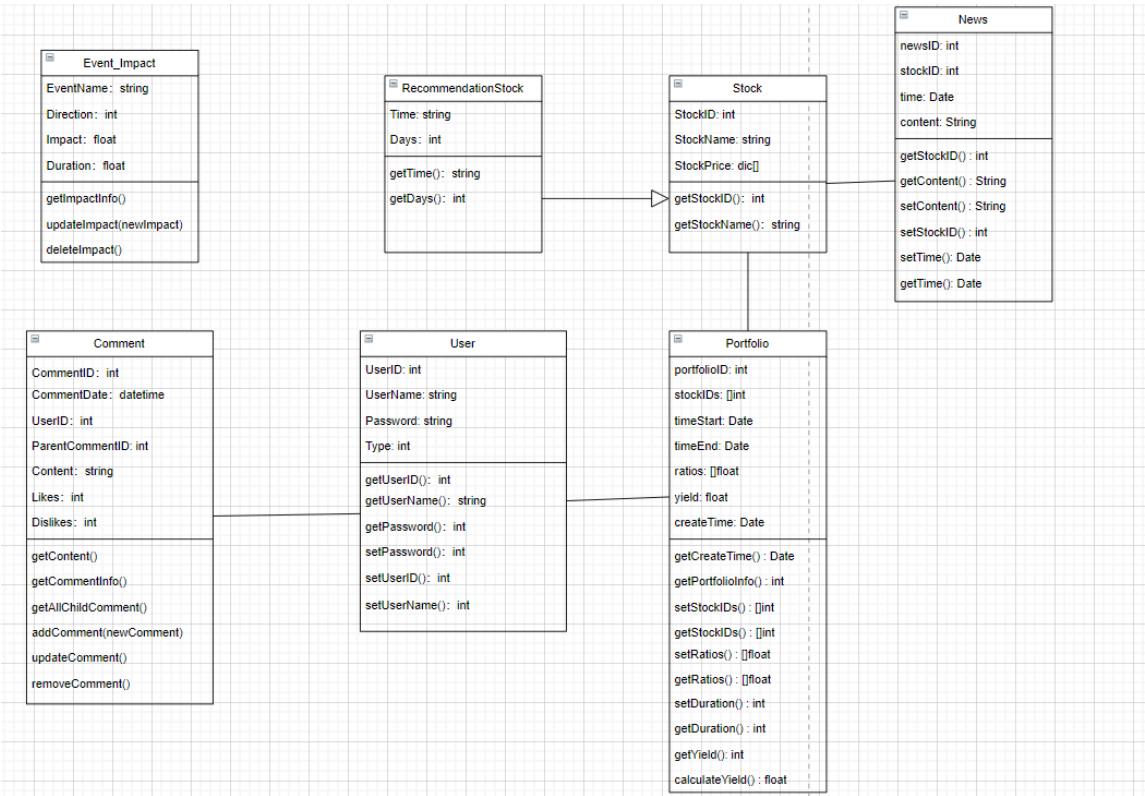 Event_Impact
EventName: string
Direction: int
Impact: float
Duration: float
getImpactInfo()
updateImpact(newImpact)
deleteImpact()
RecommendationStock
Time: string
Days: int
getTime(): string
getDays(): int
Stock
StockID: int
StockName: string
StockPrice: dic[]
getStockID(): int
getStockName(): string
News
newsID: int
stockID: int
time: Date
content: String
getStockID() : int
getContent() : String
setContent() : String
setStockID() : int
setTime(): Date
getTime(): Date
Comment
CommentID: int
CommentDate: datetime
UserID: int
ParentCommentID: int
Content: string
Likes: int
Dislikes: int
getContent()
getCommentInfo()
getAllChildComment()
addComment(newComment)
updateComment()
removeComment()
User
UserID: int
UserName: string
Password: string
Type: int
getUserID(): int
getUserName(): string
getPassword(): int
setPassword(): int
setUserID(): int
setUserName(): int
Portfolio
portfolioID: int
stockIDs: []int
timeStart: Date
timeEnd: Date
ratios: []float
yield: float
createTime: Date
getCreateTime() : Date
getPortfolioInfo() : int
setStockIDs() : []int
getStockIDs() : []int
setRatios() : []float
getRatios() : []float
setDuration() : int
getDuration() : int
getYield(): int
calculateYield() : float